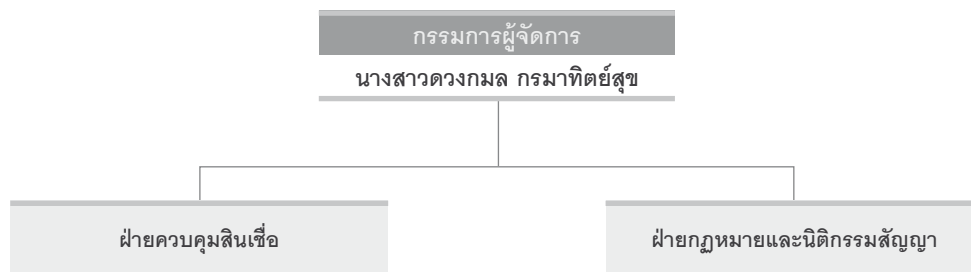 กรรมการผู้จัดการ
นางสาวดวงกมล กรมาทิตย์สุข
ฝ่ายควบคุมสินเชื่อ
ฝ่ายกฏหมายและนิติกรรมสัญญา